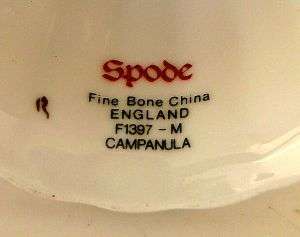 Spode
Fine Bone China
ENGLAND
R
F1397 - M
CAMPANULA